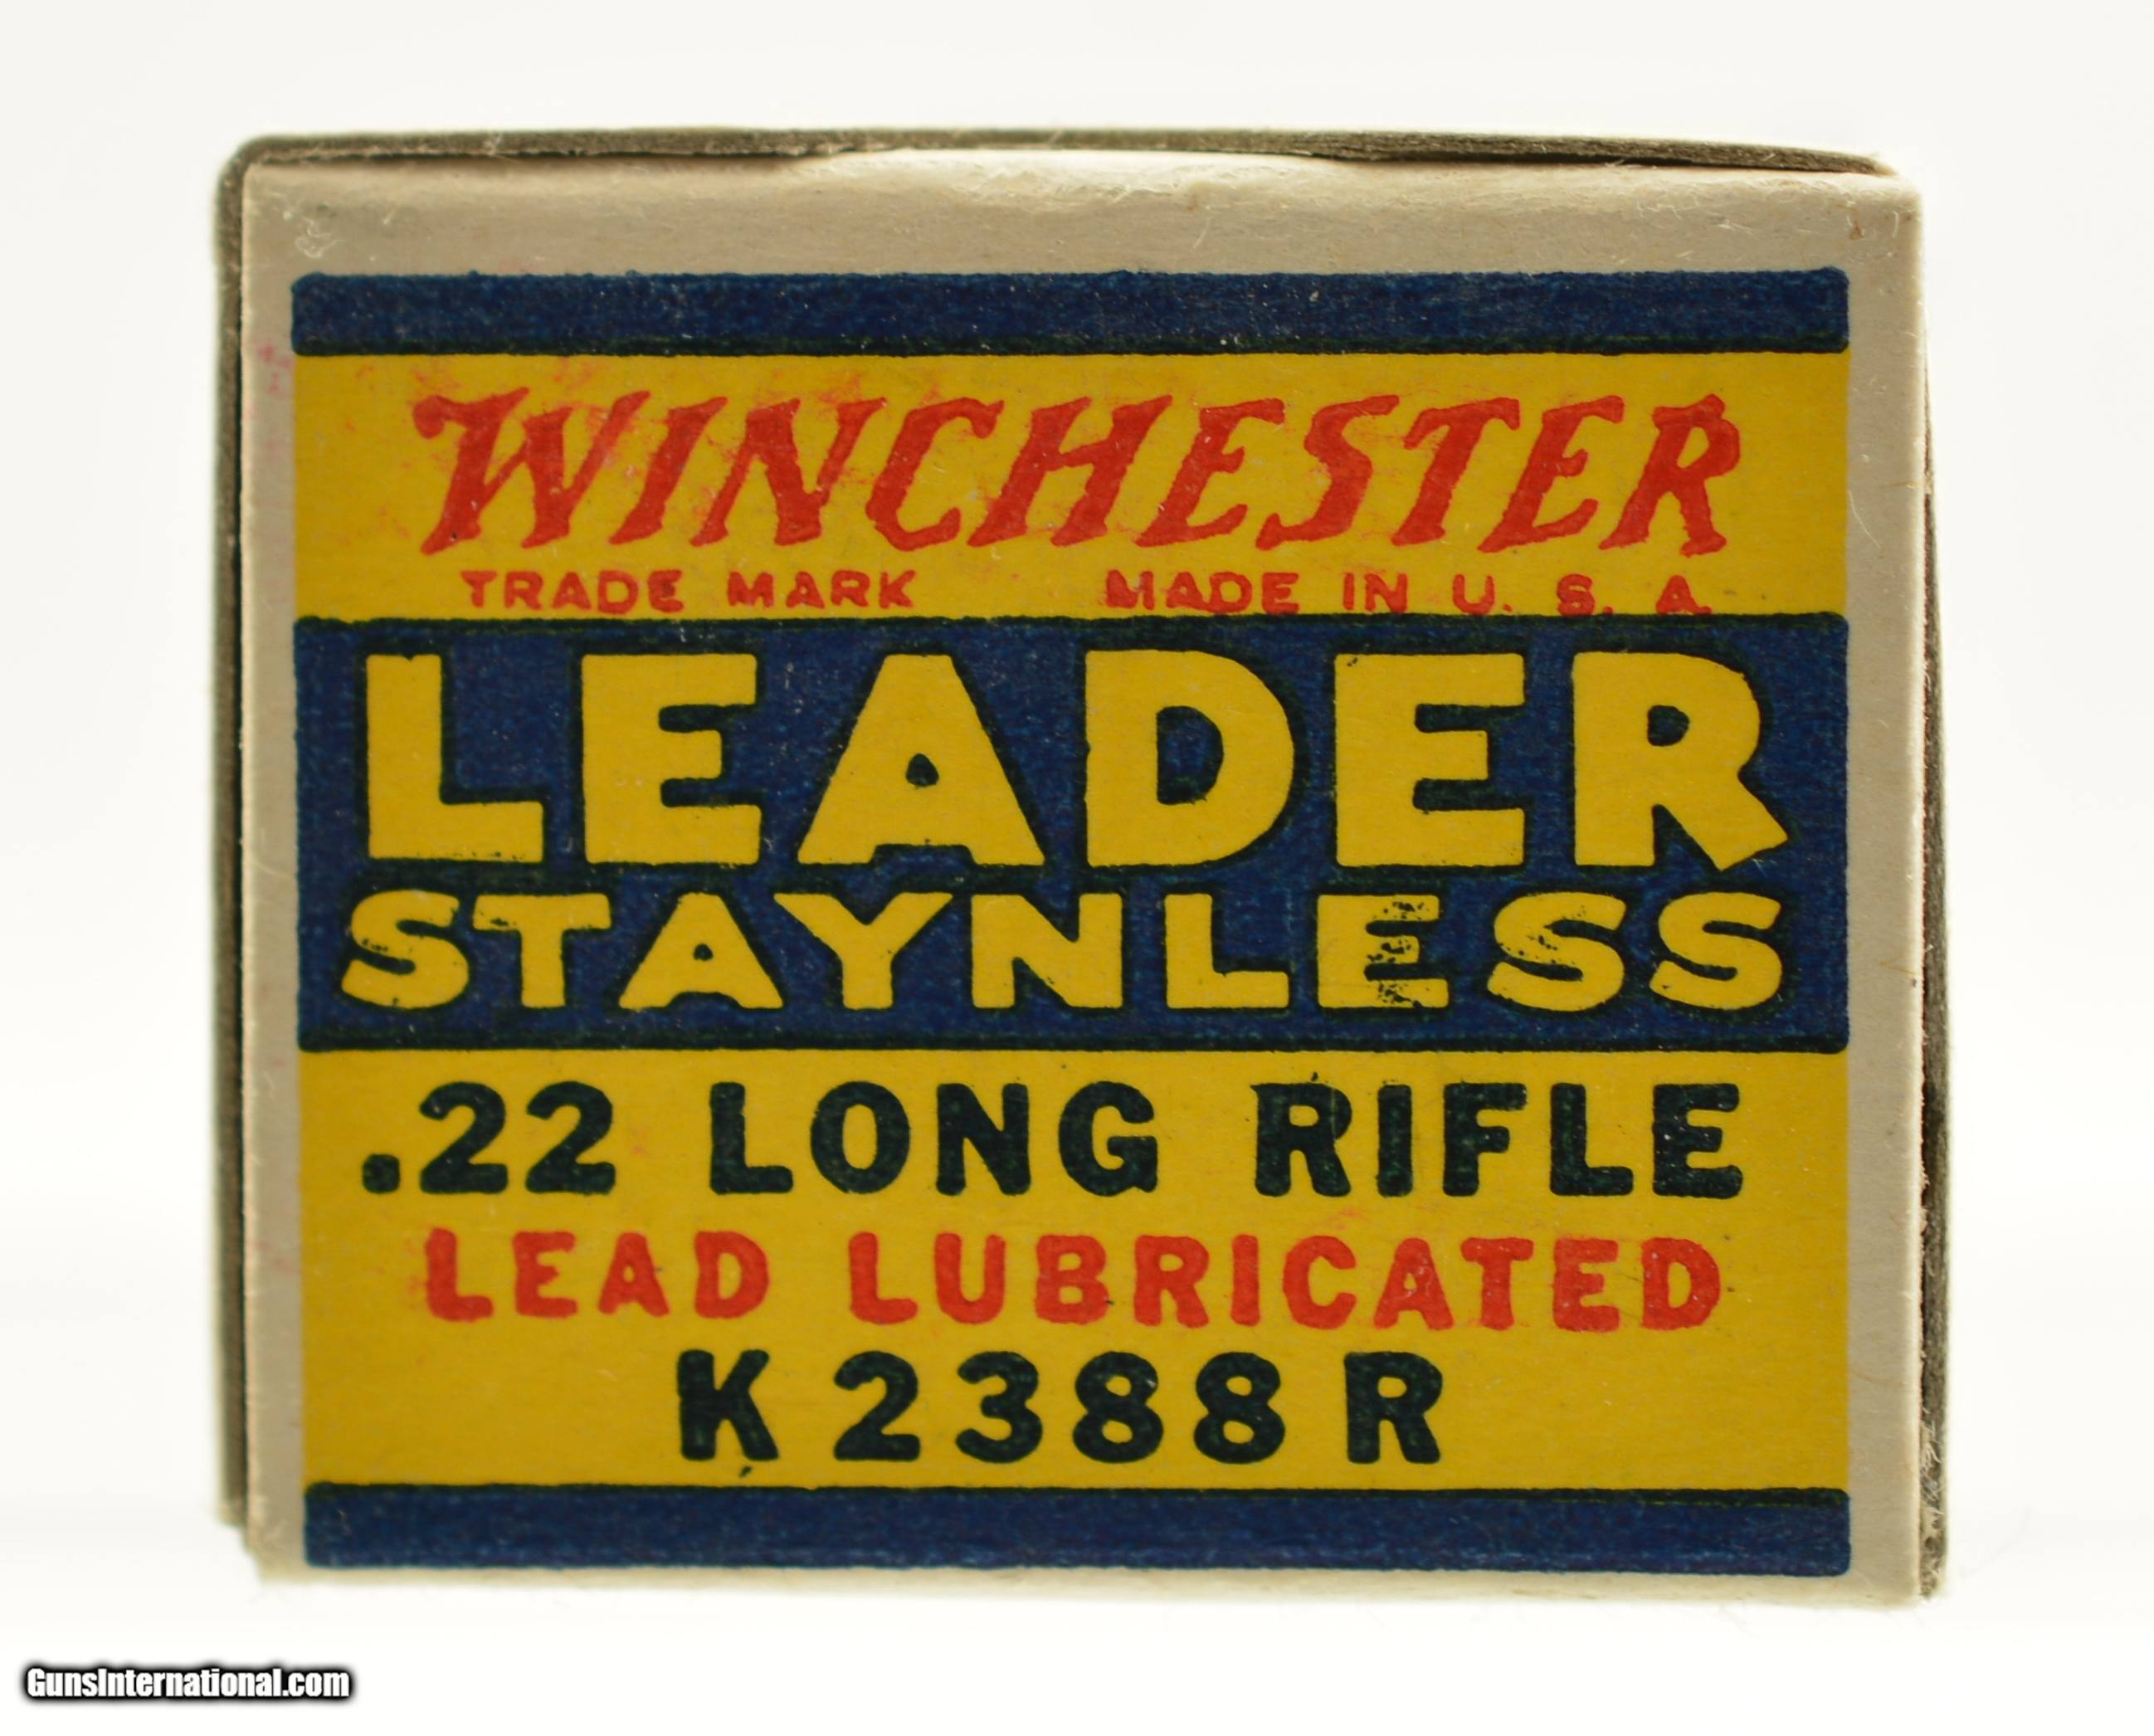 WINCHESTER
TRADE MARK MADE IN U. S. A.
LEADER
STAYNLESS
.22 LONG RIFLE
LEAD LUBRICATED
K 2388 R
GunsInternational.com